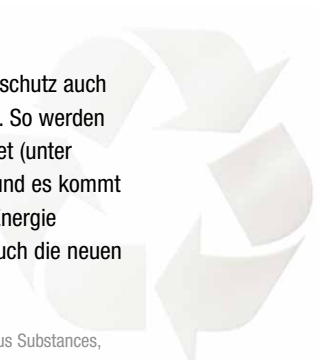 schutz auch
. So werden
et (unter
und es kommt
nergie
uch die neuen
us Substances,